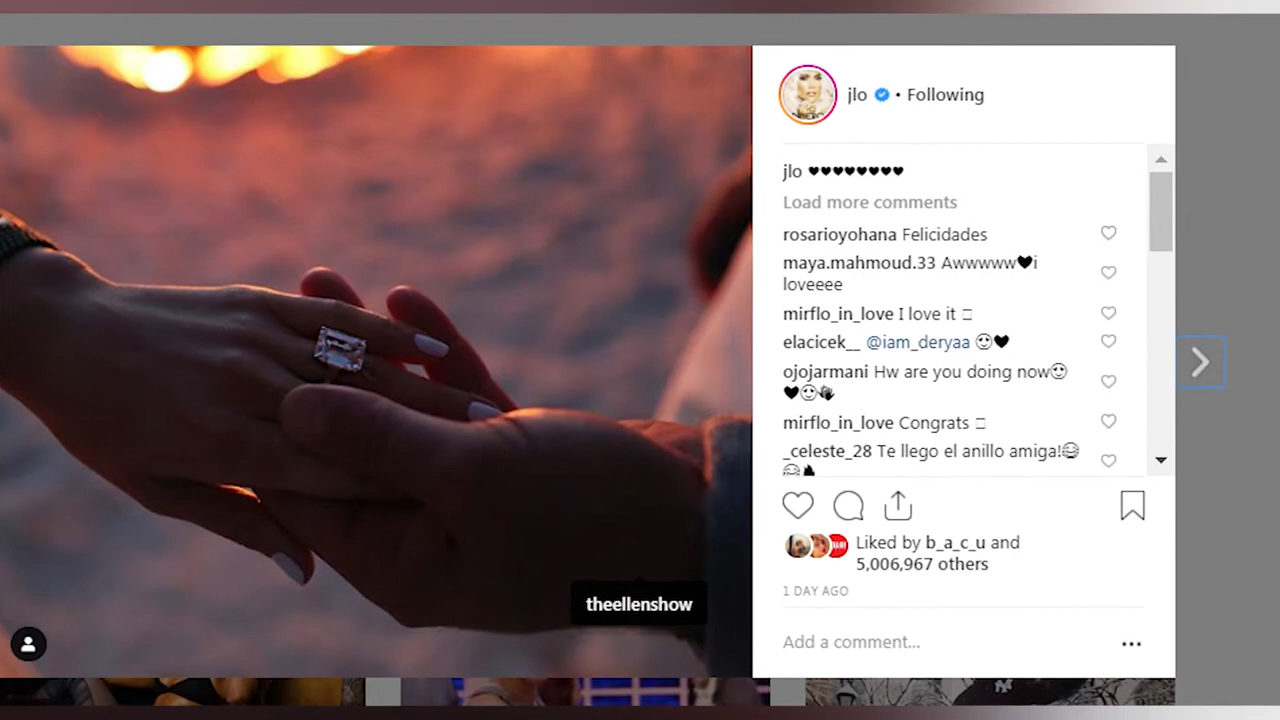 jlo • Following
jlo ♥♥♥♥♥♥♥♥
Load more comments
rosarioyohana Felicidades
maya.mahmoud.33 Awwwww♥i
loveeee
mirflo_in_love I love it □
elacicek__ @iam_deryaa ☺♥
ojojarmani Hw are you doing now☺
♥☺👋
mirflo_in_love Congrats □
_celeste_28 Te llego el anillo amiga!😂
😂🔥
Liked by b_a_c_u and
5,006,967 others
1 DAY AGO
theellenshow
Add a comment...